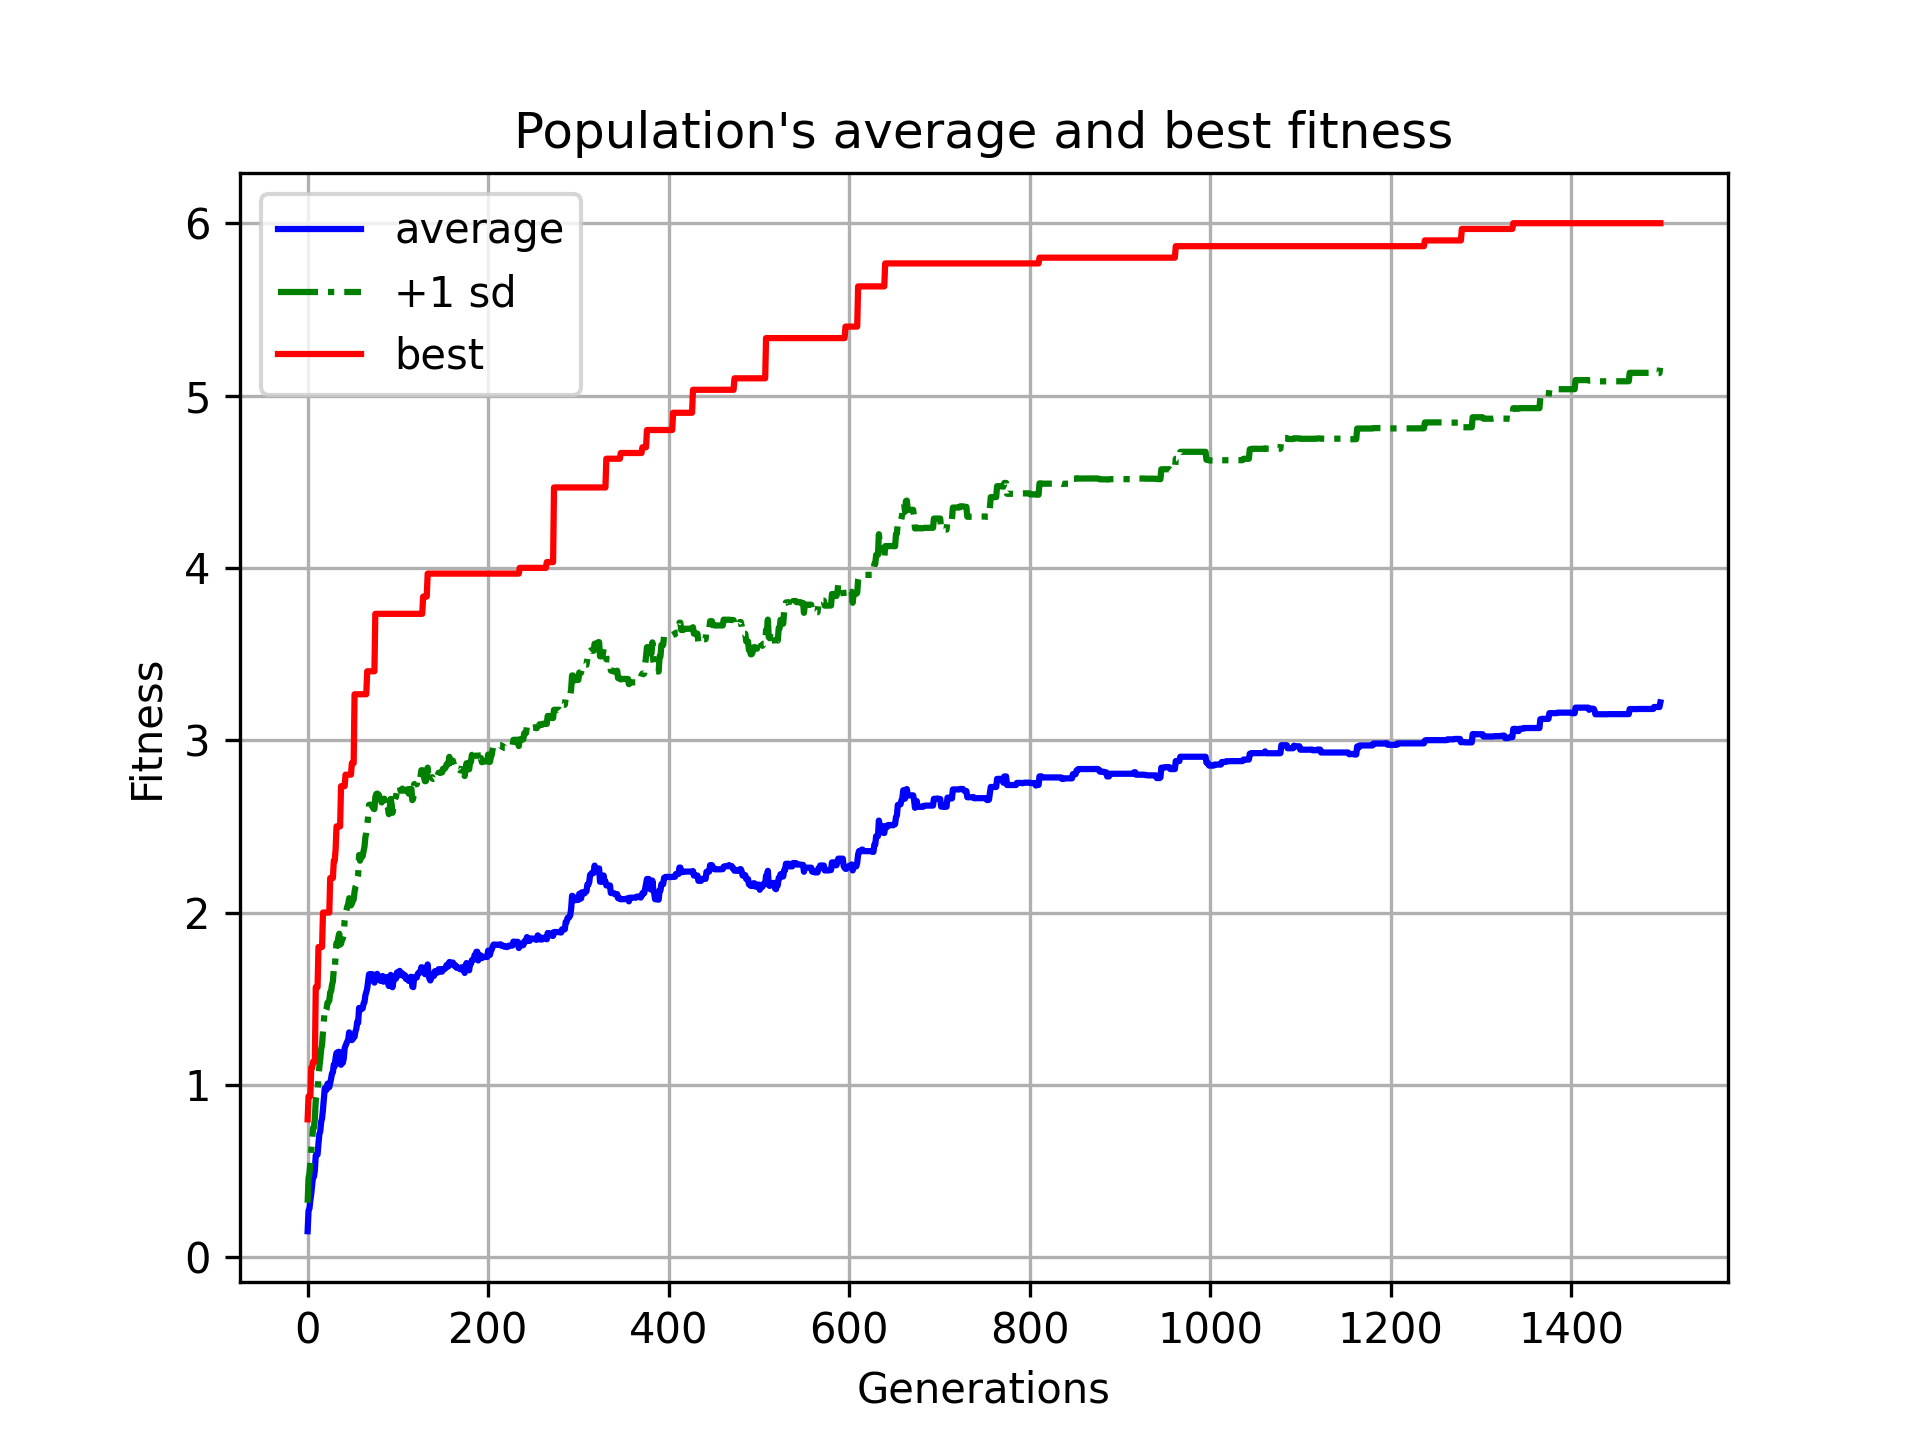 Population's average and best fitness
average
+1 sd
best
6
5
4
3
2
1
0
Fitness
0 200 400 600 800 1000 1200 1400
Generations